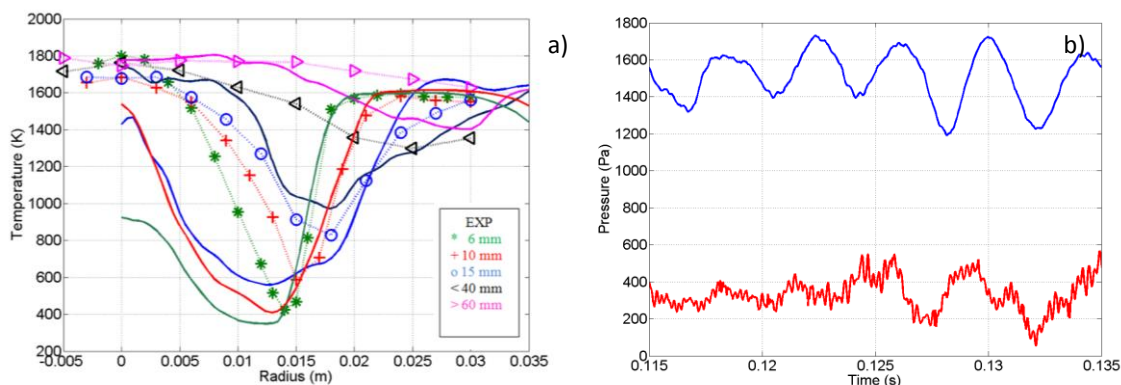 a)
2000
1800
1600
1400
1200
1000
800
600
400
200
Temperature (K)
-0.005 0 0.005 0.01 0.015 0.02 0.025 0.03 0.035
Radius (m)
EXP
* 6 mm
+ 10 mm
o 15 mm
< 40 mm
> 60 mm
b)
1800
1600
1400
1200
1000
800
600
400
200
0
Pressure (Pa)
0.115 0.12 0.125 0.13 0.135
Time (s)